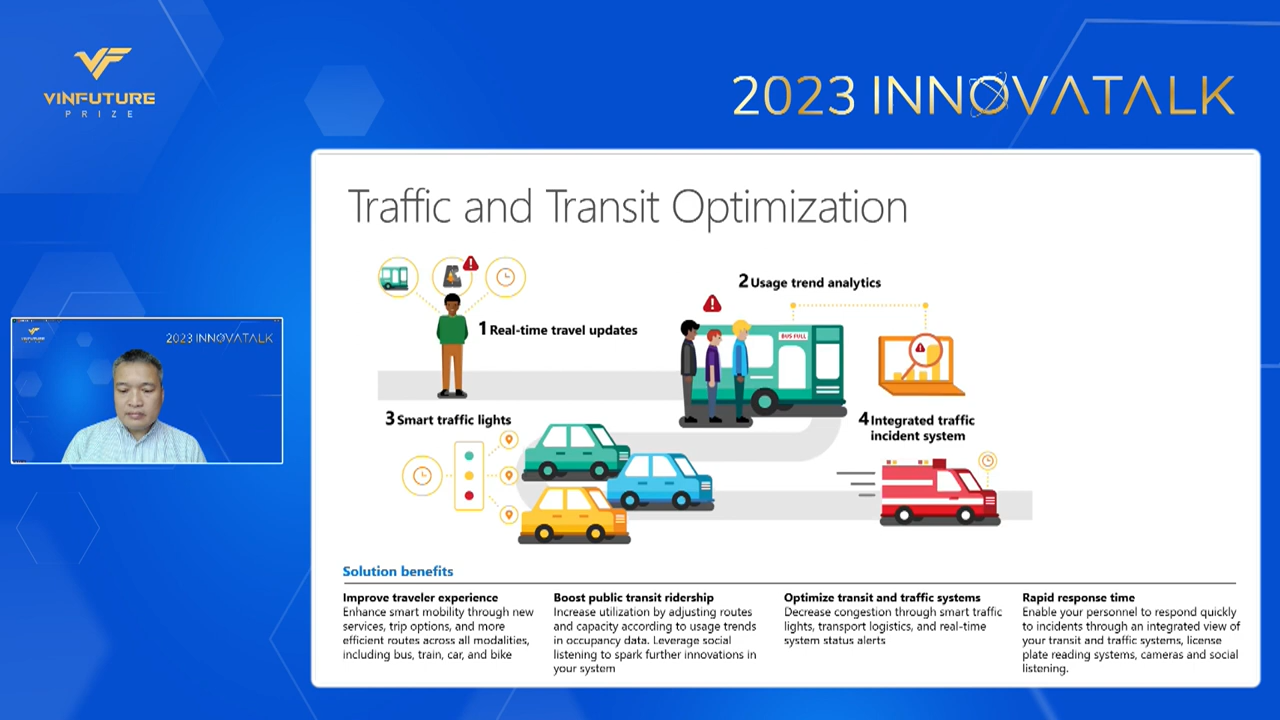 VINFUTURE
PRIZE
2023 INNOVATALK
Traffic and Transit Optimization
1 Real-time travel updates
2 Usage trend analytics
BUS FULL
3 Smart traffic lights
4 Integrated traffic
incident system
2023 INNOVATALK
Solution benefits
Improve traveler experience
Enhance smart mobility through new
services, trip options, and more
efficient routes across all modalities,
including bus, train, car, and bike
Boost public transit ridership
Increase utilization by adjusting routes
and capacity according to usage trends
in occupancy data. Leverage social
listening to spark further innovations in
your system
Optimize transit and traffic systems
Decrease congestion through smart traffic
lights, transport logistics, and real-time
system status alerts
Rapid response time
Enable your personnel to respond quickly
to incidents through an integrated view of
your transit and traffic systems, license
plate reading systems, cameras and social
listening.